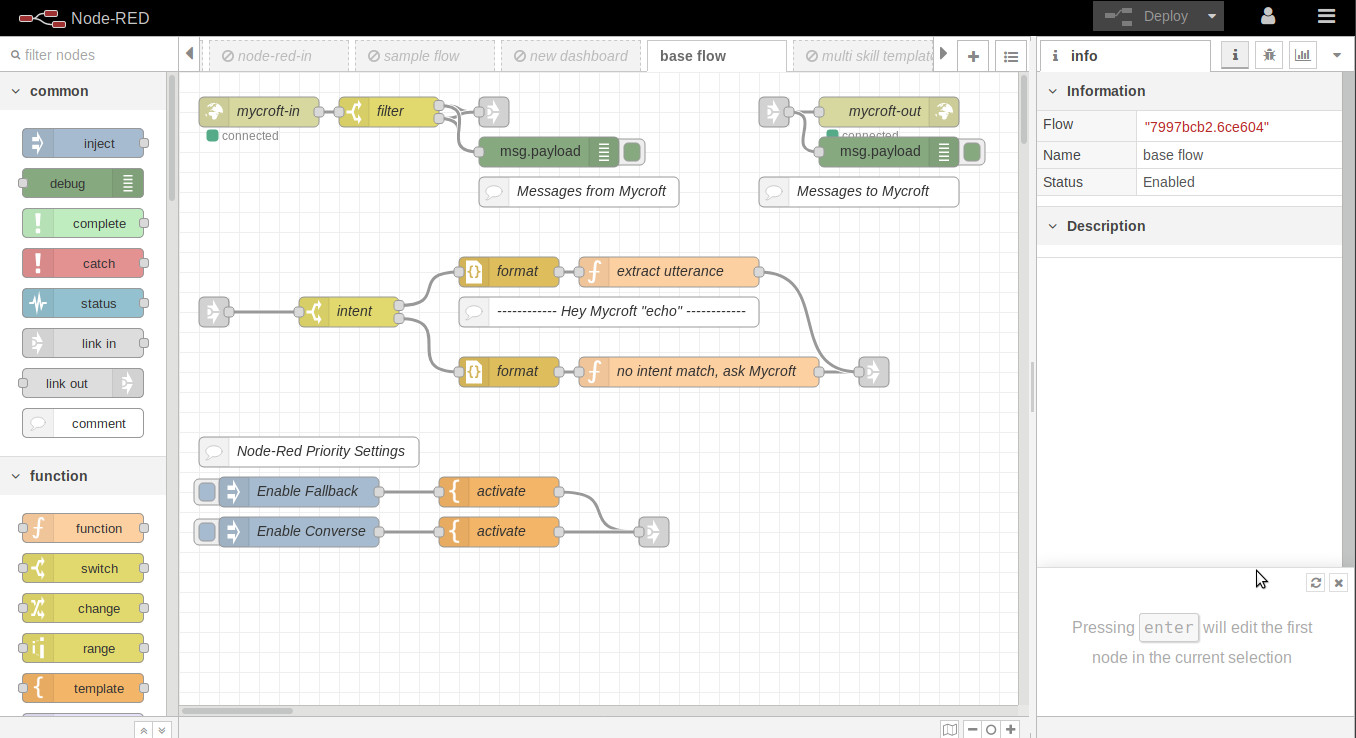 Node-RED
Deploy
filter nodes
node-red-in
sample flow
new dashboard
base flow
multi skill templat
info
common
inject
debug
complete
catch
status
link in
link out
comment
function
function
switch
change
range
template
mycroft-in
connected
filter
msg.payload
Messages from Mycroft
mycroft-out
connected
msg.payload
Messages to Mycroft
intent
format
extract utterance
------------ Hey Mycroft "echo" ------------
format
no intent match, ask Mycroft
Node-Red Priority Settings
Enable Fallback
activate
Enable Converse
activate
Information
Flow "7997bcb2.6ce604"
Name base flow
Status Enabled
Description
Pressing enter will edit the first
node in the current selection